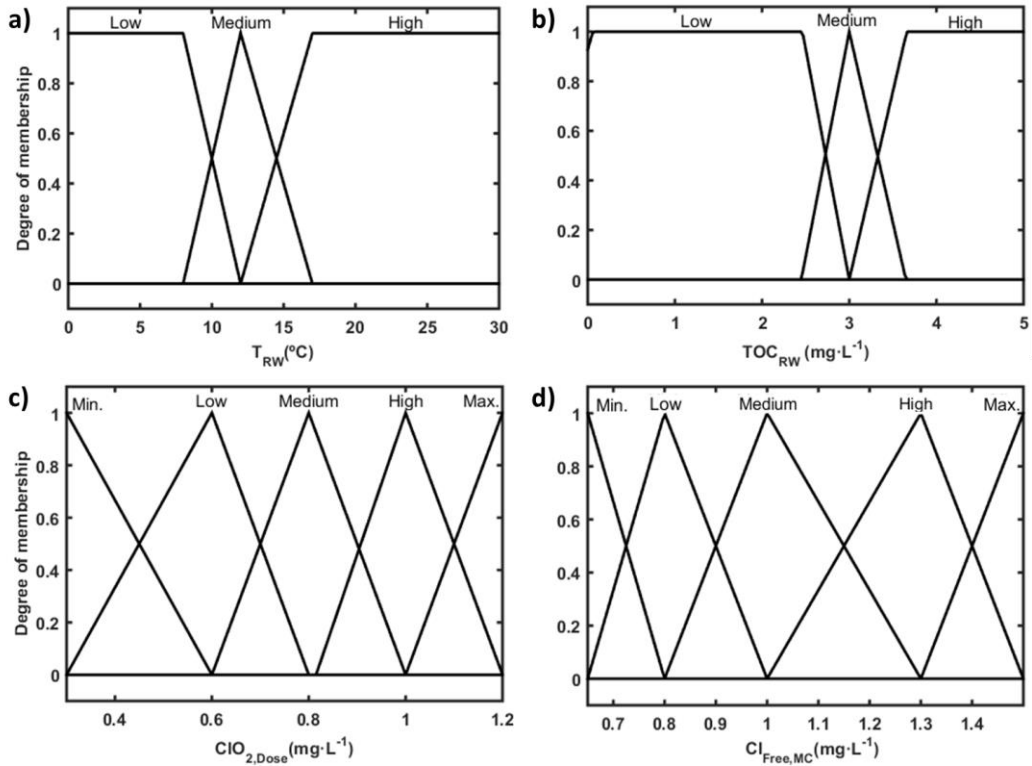 a)
Low Medium High
1
0.8
0.6
0.4
0.2
0
Degree of membership
0 5 10 15 20 25 30
T_RW(ºC)
b)
Low Medium High
1
0.8
0.6
0.4
0.2
0
0 1 2 3 4 5
TOC_RW (mg·L⁻¹)
c)
Min. Low Medium High Max.
1
0.8
0.6
0.4
0.2
0
Degree of membership
0.4 0.6 0.8 1 1.2
ClO_2,Dose(mg·L⁻¹)
d)
Min. Low Medium High Max.
1
0.8
0.6
0.4
0.2
0
0.7 0.8 0.9 1 1.1 1.2 1.3 1.4
Cl_Free,MC(mg·L⁻¹)